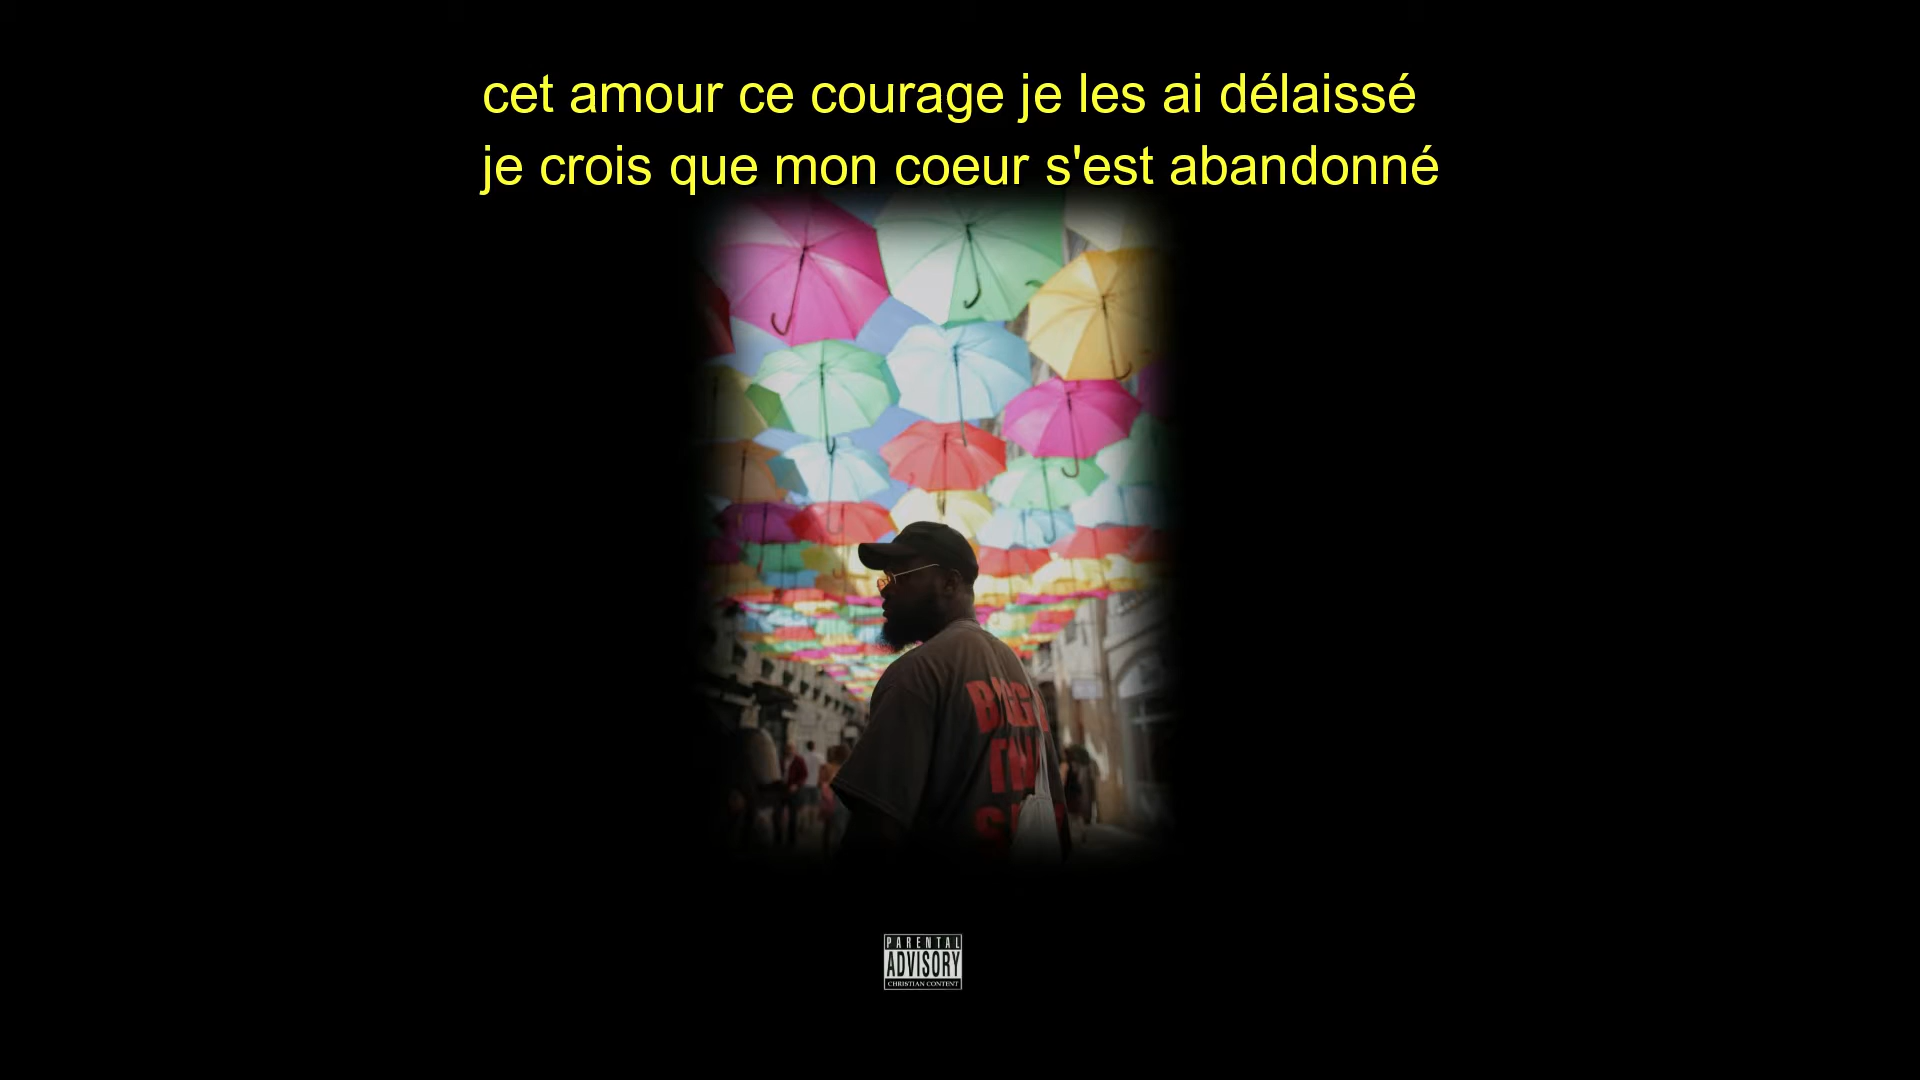 cet amour ce courage je les ai délaissé
je crois que mon coeur s'est abandonné
PARENTAL
ADVISORY
CHRISTIAN CONTENT